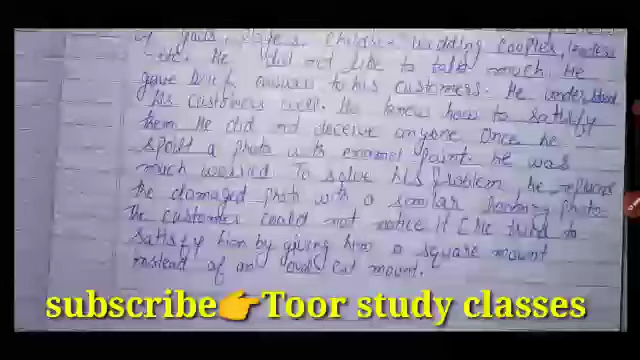 of gods, sages. Children wedding couples, leaders
etc. He did not like to talk much. He
gave brief answer to his customers. He understood
his customers well. He knew how to satisfy
them. He did not deceive anyone Once he
spoilt a photo with enamel paint. he was
much worried To solve his problem, he replaced
the damaged photo with a similar looking photo
The customer could not notice it He tried to
satisfy him by giving him a square mount
instead of an oval cut mount.
subscribe👉Toor study classes